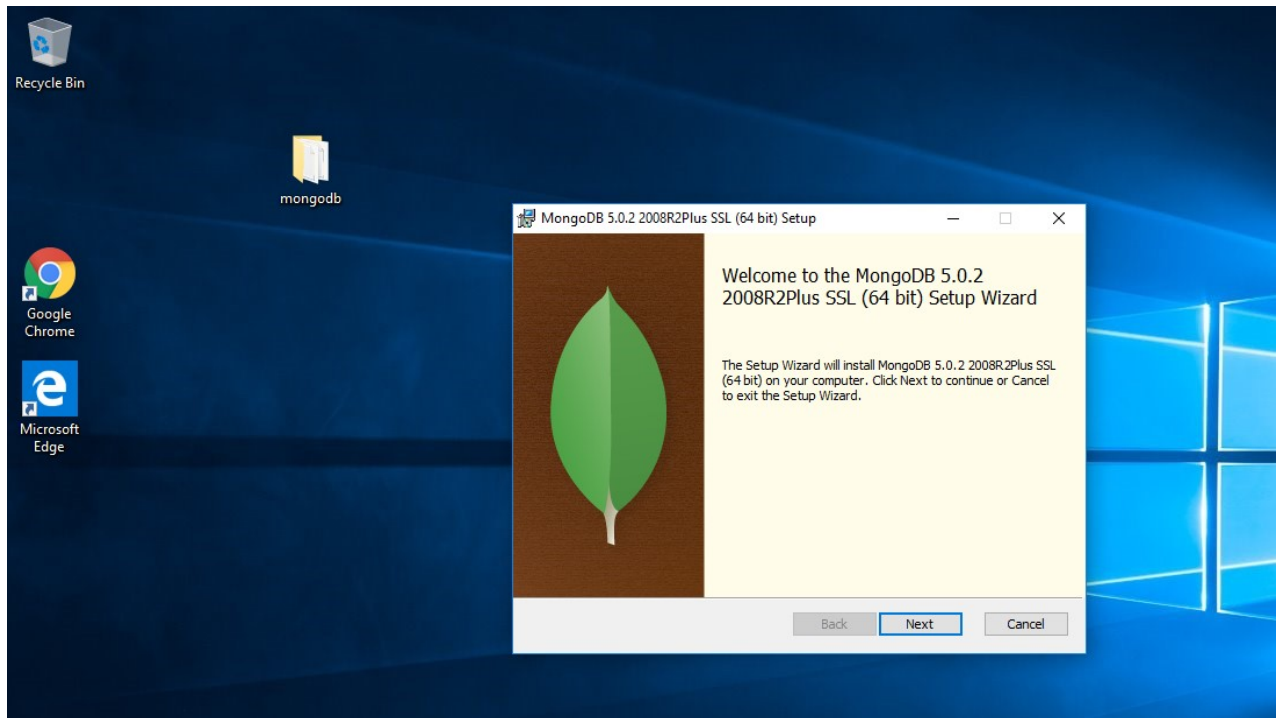 Recycle Bin
mongodb
Google
Chrome
Microsoft
Edge
MongoDB 5.0.2 2008R2Plus SSL (64 bit) Setup
Welcome to the MongoDB 5.0.2
2008R2Plus SSL (64 bit) Setup Wizard
The Setup Wizard will install MongoDB 5.0.2 2008R2Plus SSL
(64 bit) on your computer. Click Next to continue or Cancel
to exit the Setup Wizard.
Back
Next
Cancel